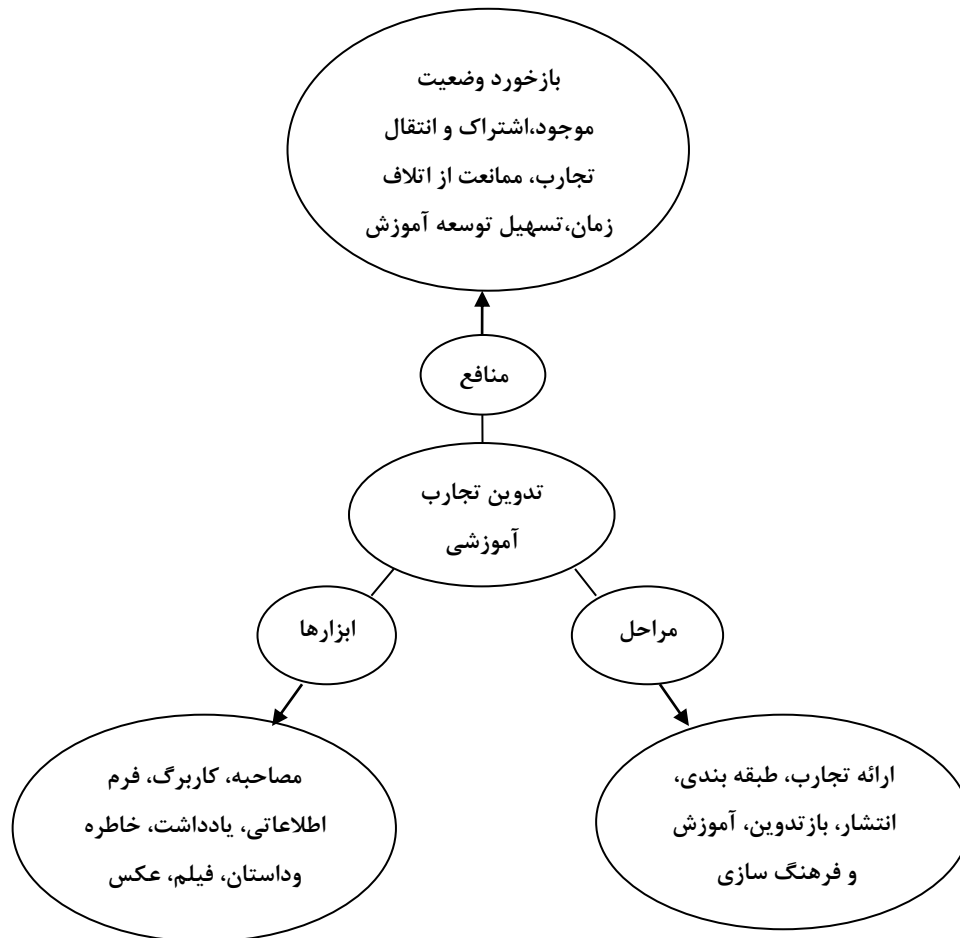 بازخورد وضعیت
موجود،اشتراک و انتقال
تجارب، ممانعت از اتلاف
زمان،تسهیل توسعه آموزش
منافع
تدوین تجارب
آموزشی
مراحل
ابزارها
ارائه تجارب، طبقه بندی،
انتشار، بازتدوین، آموزش
و فرهنگ سازی
مصاحبه، کاربرگ، فرم
اطلاعاتی، یادداشت، خاطره
وداستان، فیلم، عکس